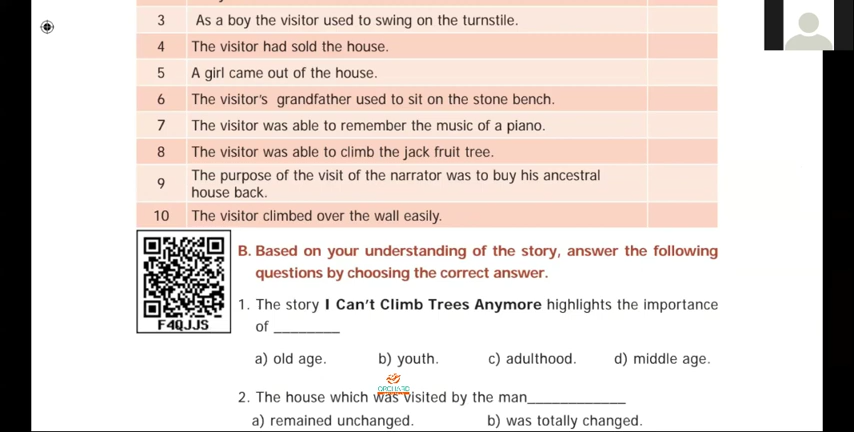 3 As a boy the visitor used to swing on the turnstile.
4 The visitor had sold the house.
5 A girl came out of the house.
6 The visitor's grandfather used to sit on the stone bench.
7 The visitor was able to remember the music of a piano.
8 The visitor was able to climb the jack fruit tree.
9 The purpose of the visit of the narrator was to buy his ancestral
house back.
10 The visitor climbed over the wall easily.
F4QJJS
B. Based on your understanding of the story, answer the following
questions by choosing the correct answer.
1. The story I Can't Climb Trees Anymore highlights the importance
of ________
a) old age. b) youth. c) adulthood. d) middle age.
ORCHARD
2. The house which was visited by the man____________
a) remained unchanged. b) was totally changed.